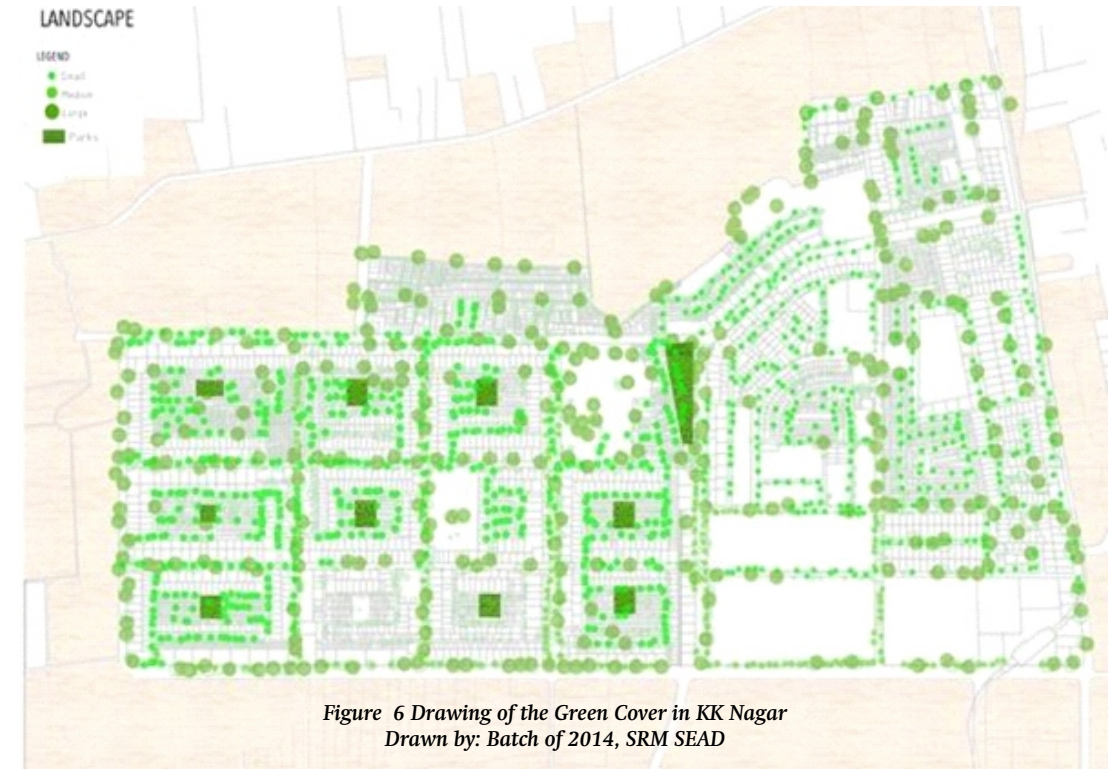 LANDSCAPE
LEGEND
Small
Medium
Large
Parks
Figure 6 Drawing of the Green Cover in KK Nagar
Drawn by: Batch of 2014, SRM SEAD